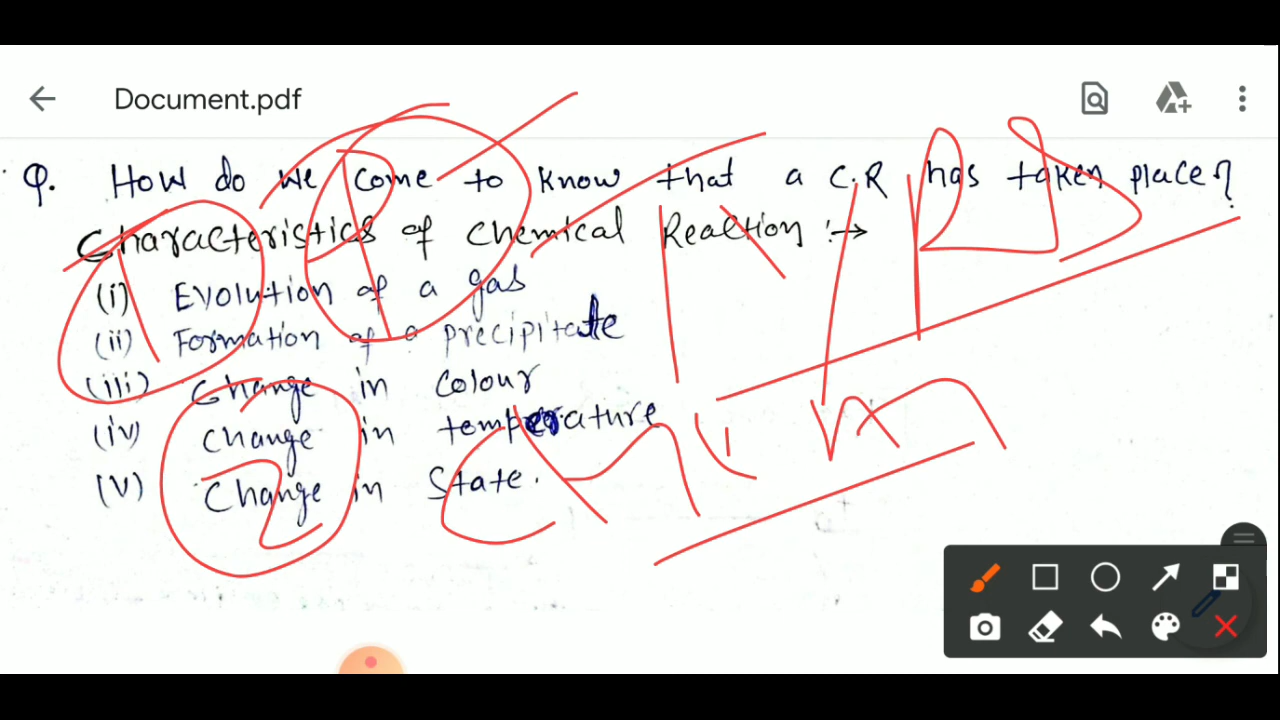 Document.pdf
Q. How do we come to know that a C.R has taken place?
Characteristics of Chemical Reaction :→
(i) Evolution of a gas
(ii) Formation of a precipitate
(iii) Change in colour
(iv) change in temperature
(v) Change in State.